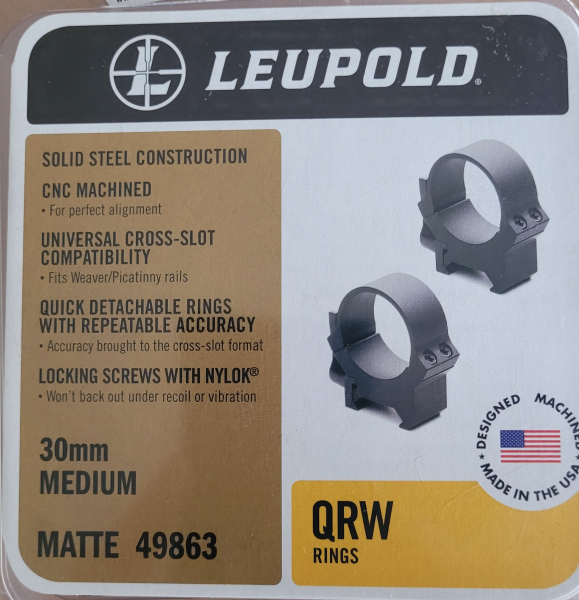 LEUPOLD®
SOLID STEEL CONSTRUCTION
CNC MACHINED
• For perfect alignment
UNIVERSAL CROSS-SLOT
COMPATIBILITY
• Fits Weaver/Picatinny rails
QUICK DETACHABLE RINGS
WITH REPEATABLE ACCURACY
• Accuracy brought to the cross-slot format
LOCKING SCREWS WITH NYLOK®
• Won't back out under recoil or vibration
30mm
MEDIUM
MATTE 49863
DESIGNED MACHINED
MADE IN THE USA
QRW
RINGS